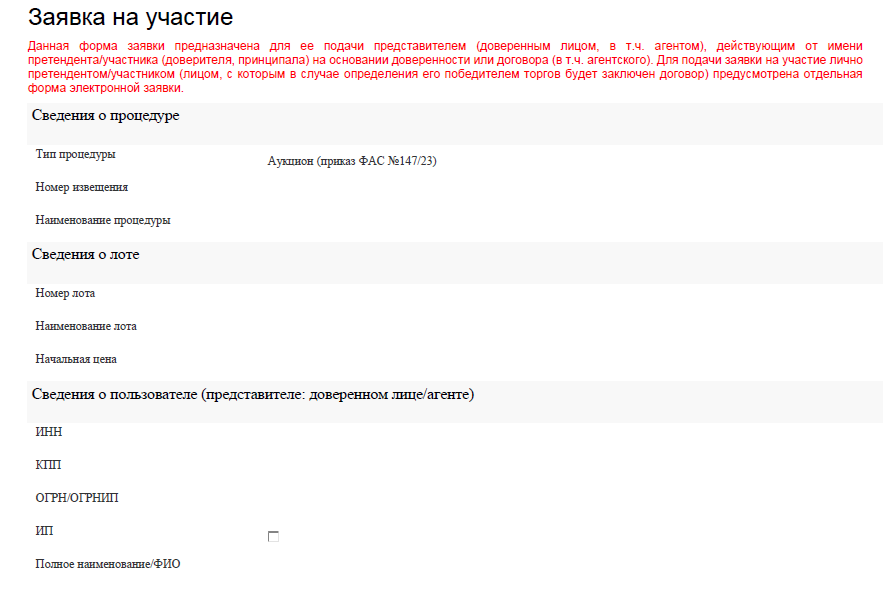 Заявка на участие
Данная форма заявки предназначена для ее подачи представителем (доверенным лицом, в т.ч. агентом), действующим от имени
претендента/участника (доверителя, принципала) на основании доверенности или договора (в т.ч. агентского). Для подачи заявки на участие лично
претендентом/участником (лицом, с которым в случае определения его победителем торгов будет заключен договор) предусмотрена отдельная
форма электронной заявки.
Сведения о процедуре
Тип процедуры
Аукцион (приказ ФАС №147/23)
Номер извещения
Наименование процедуры
Сведения о лоте
Номер лота
Наименование лота
Начальная цена
Сведения о пользователе (представителе: доверенном лице/агенте)
ИНН
КПП
ОГРН/ОГРНИП
ИП
Полное наименование/ФИО